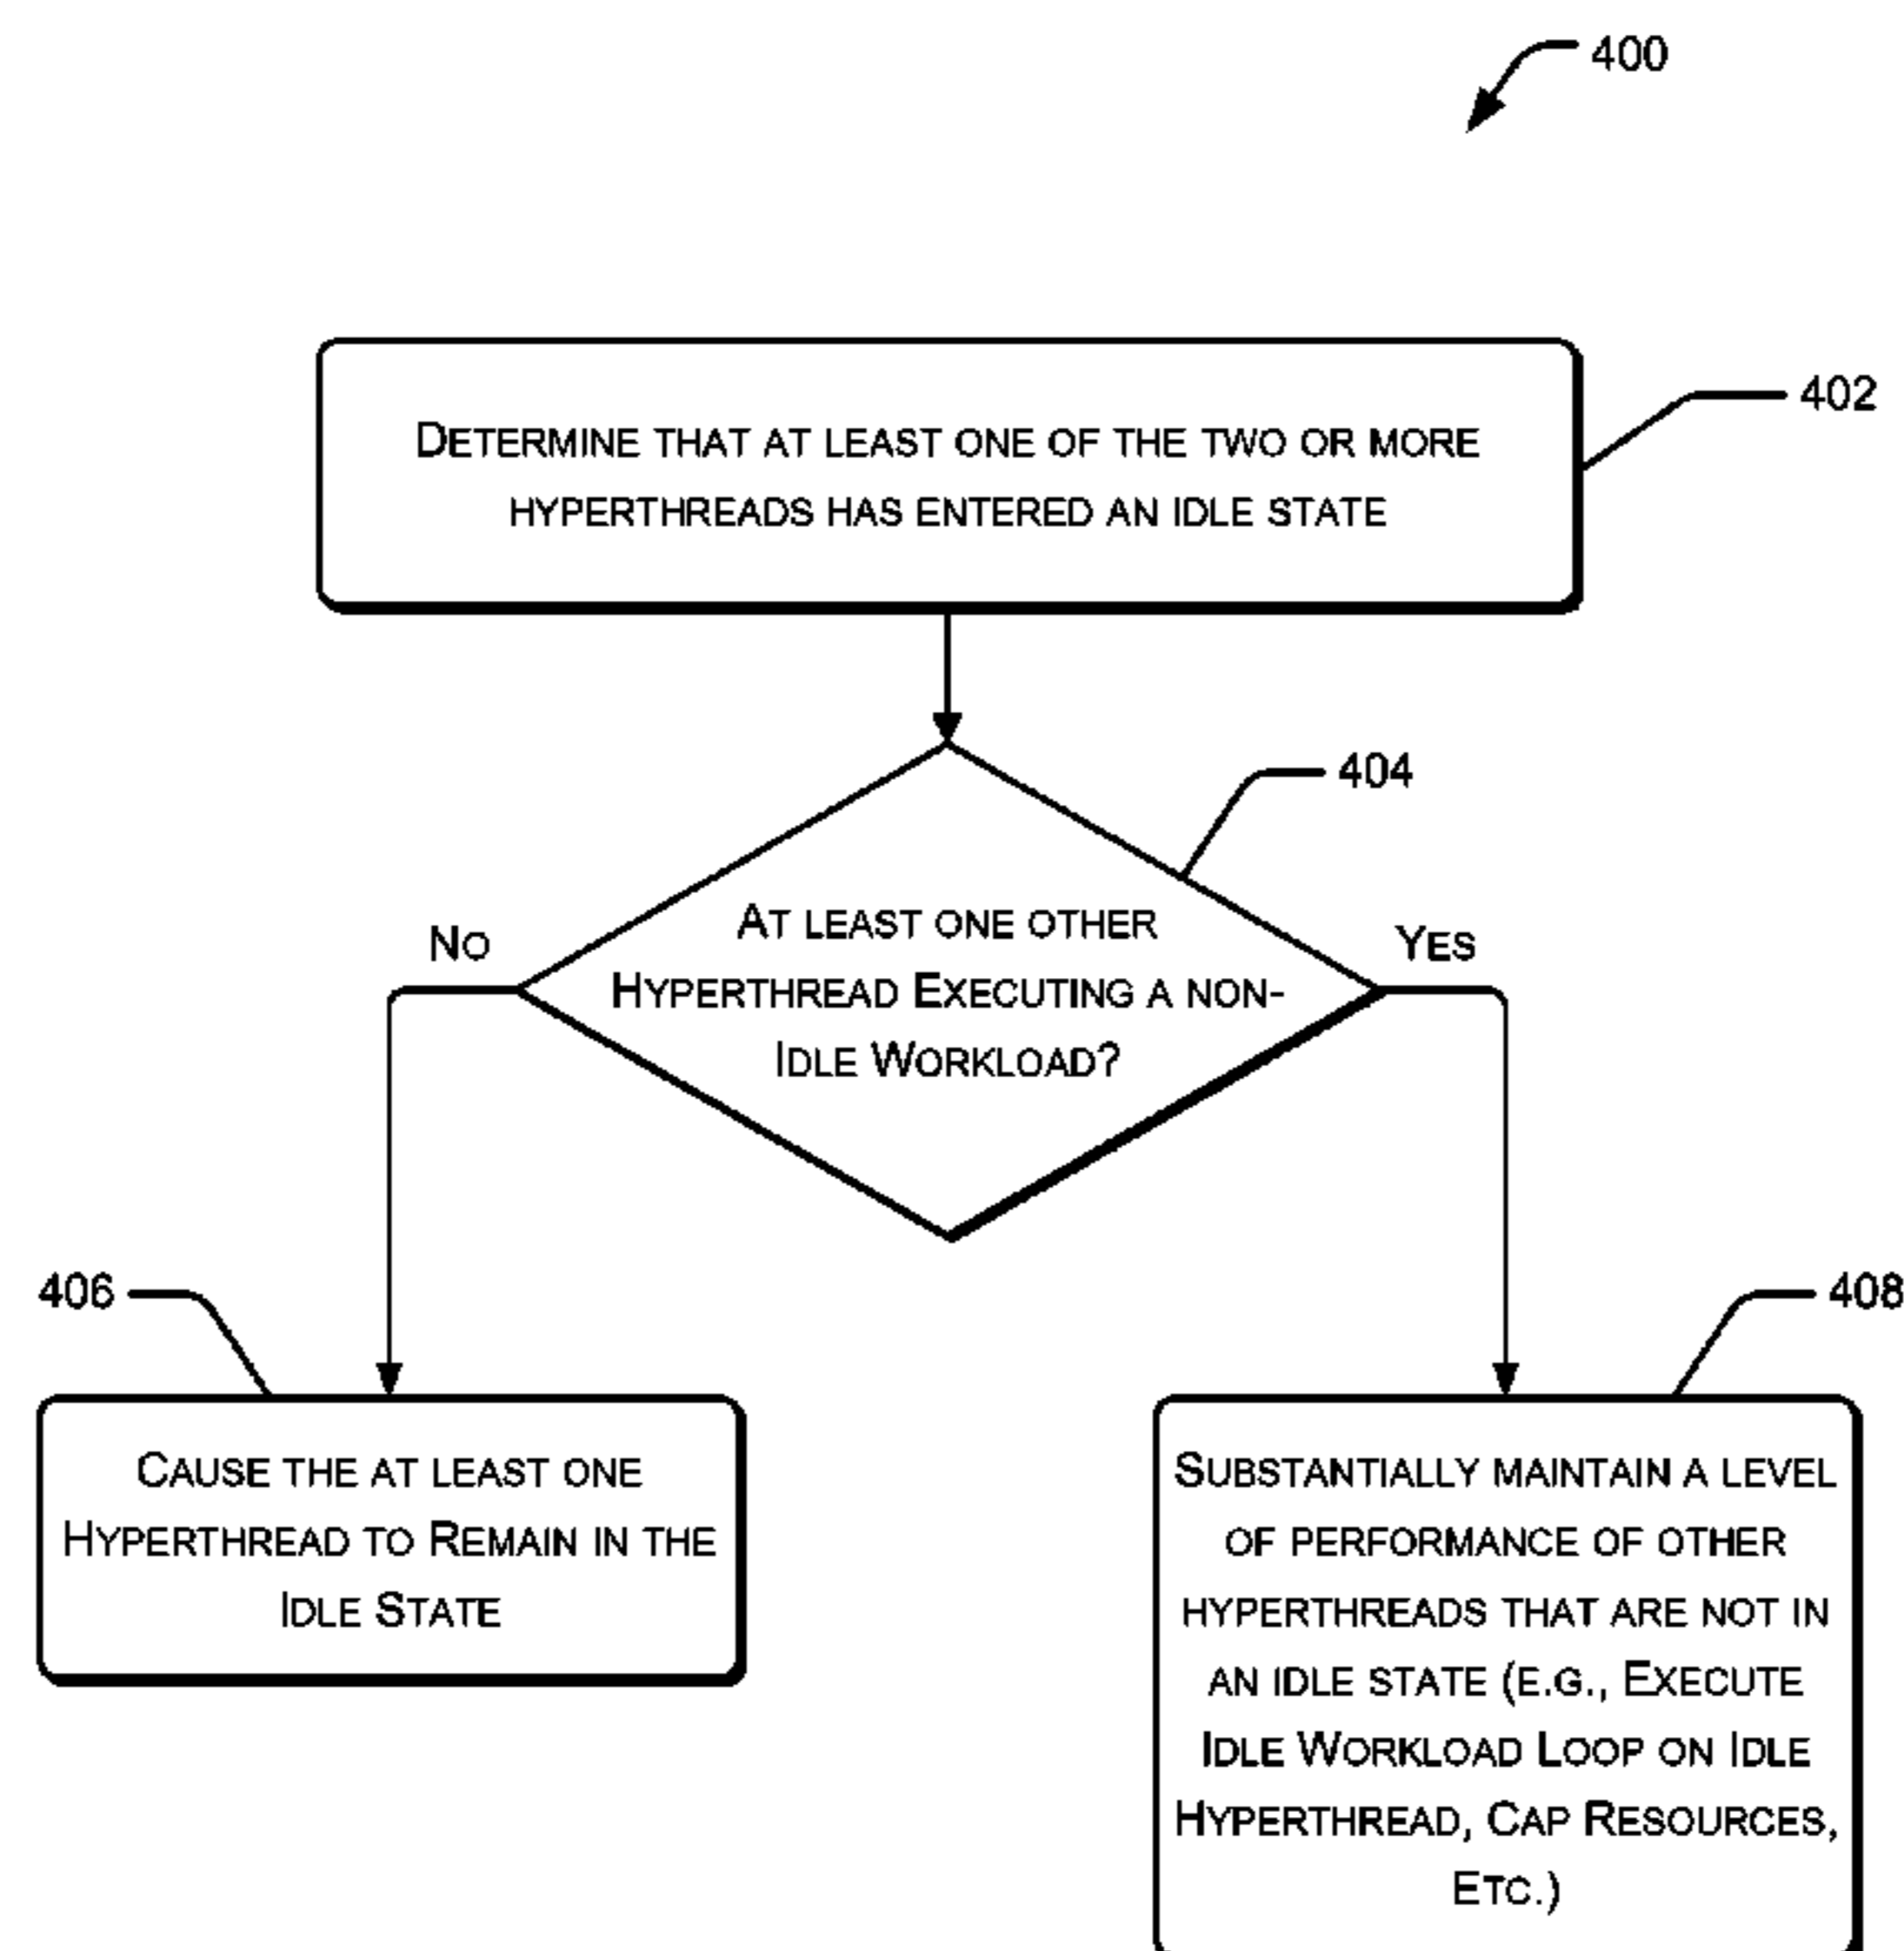 400
DETERMINE THAT AT LEAST ONE OF THE TWO OR MORE
HYPERTHREADS HAS ENTERED AN IDLE STATE
402
404
AT LEAST ONE OTHER
HYPERTHREAD EXECUTING A NON-
IDLE WORKLOAD?
NO
YES
406
CAUSE THE AT LEAST ONE
HYPERTHREAD TO REMAIN IN THE
IDLE STATE
408
SUBSTANTIALLY MAINTAIN A LEVEL
OF PERFORMANCE OF OTHER
HYPERTHREADS THAT ARE NOT IN
AN IDLE STATE (E.G., EXECUTE
IDLE WORKLOAD LOOP ON IDLE
HYPERTHREAD, CAP RESOURCES,
ETC.)